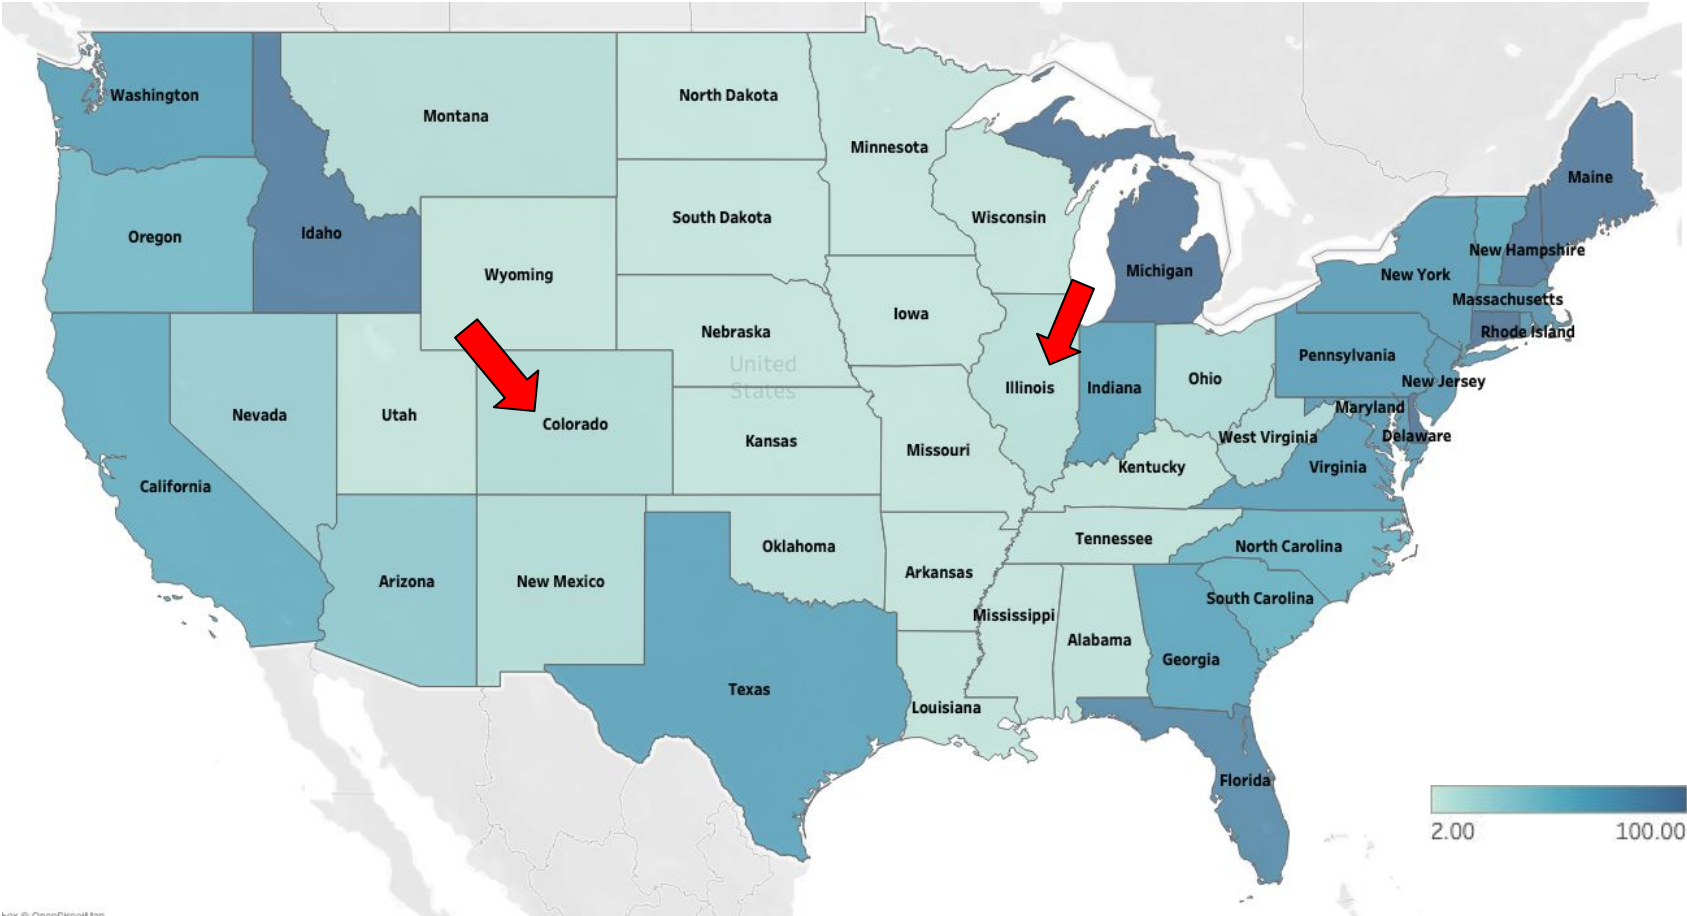 Washington
North Dakota
Montana
Minnesota
Maine
Wisconsin
South Dakota
Idaho
Oregon
New Hampshire
Michigan
New York
Wyoming
Massachusetts
Iowa
Nebraska
Rhode Island
Pennsylvania
United
States
Ohio
New Jersey
Illinois
Indiana
Utah
Nevada
Maryland
Colorado
Delaware
West Virginia
Kansas
Missouri
Kentucky
Virginia
California
Tennessee
Oklahoma
North Carolina
Arkansas
Arizona
New Mexico
South Carolina
Mississippi
Alabama
Georgia
Texas
Louisiana
Florida
2.00
100.00
© OpenStreetMap